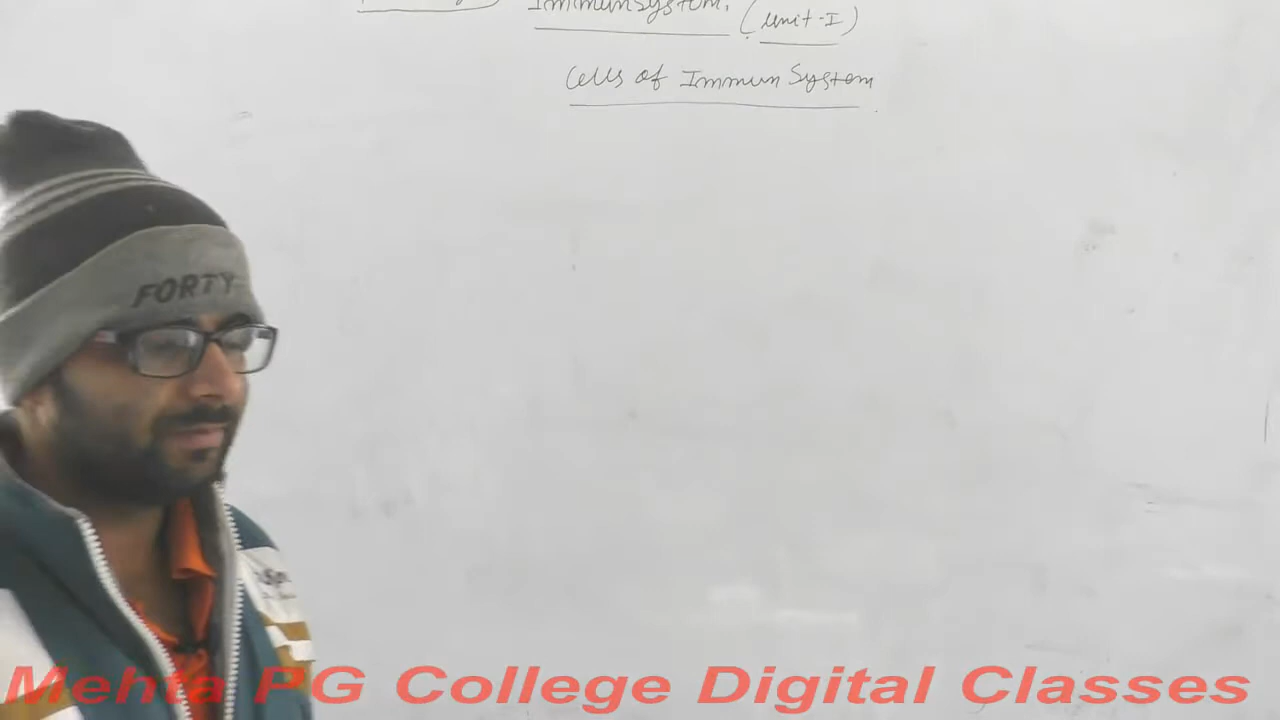 Immun System. (unit-I)
Cells of Immun System
FORTY
Mehta PG College Digital Classes